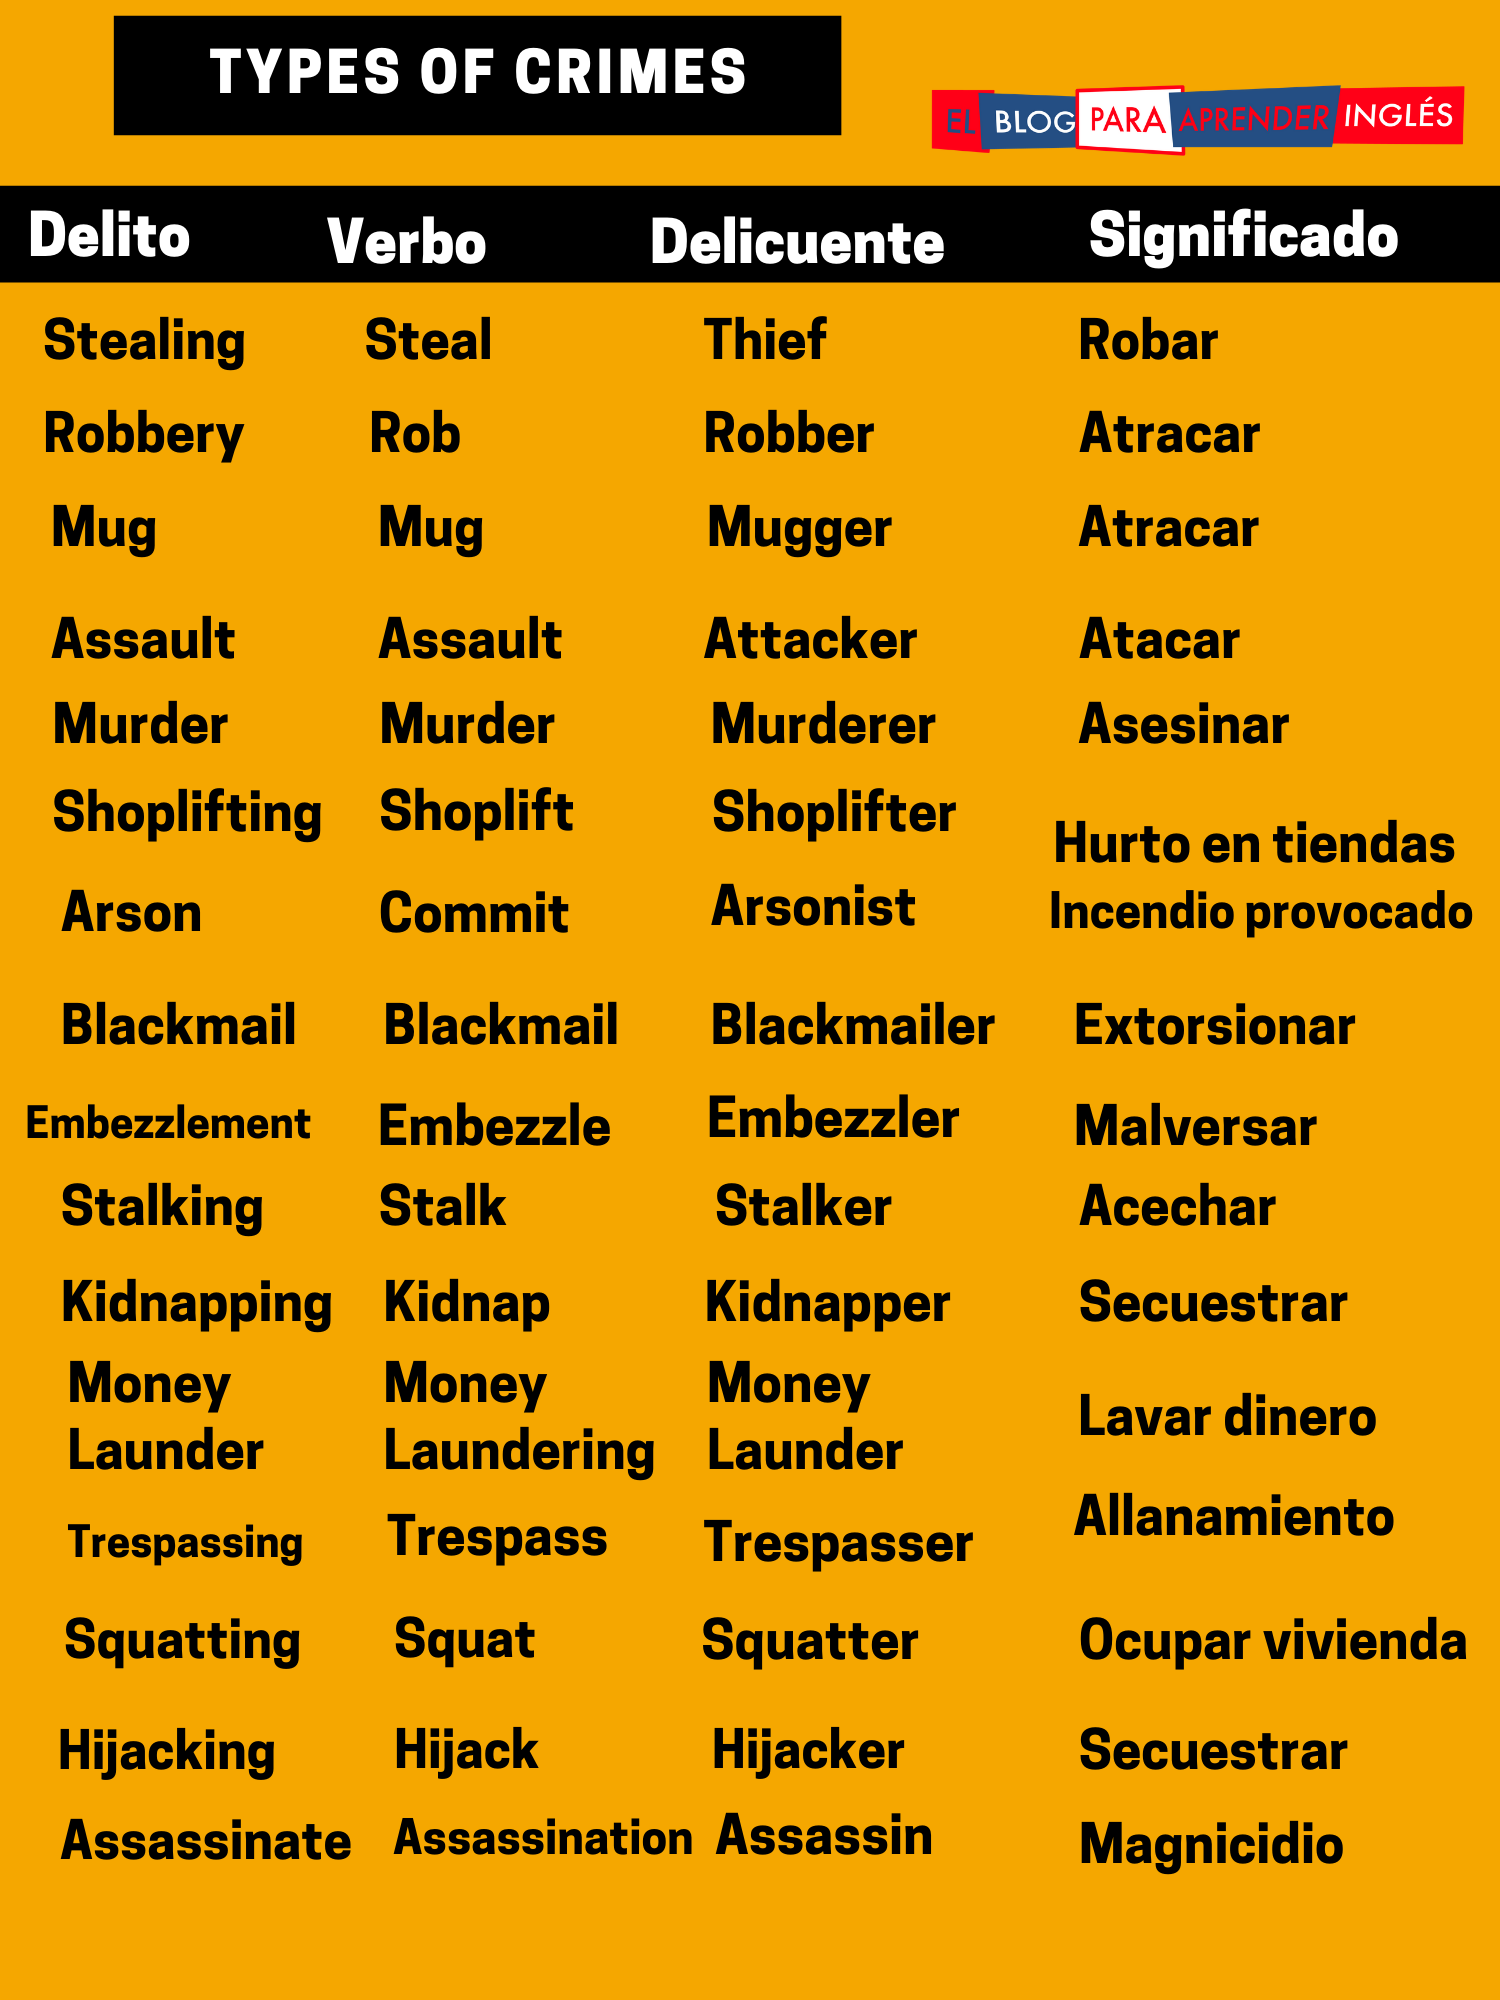 TYPES OF CRIMES
EL BLOG PARA APRENDER INGLÉS
Delito Verbo Delicuente Significado
Stealing Steal Thief Robar
Robbery Rob Robber Atracar
Mug Mug Mugger Atracar
Assault Assault Attacker Atacar
Murder Murder Murderer Asesinar
Shoplifting Shoplift Shoplifter Hurto en tiendas
Arson Commit Arsonist Incendio provocado
Blackmail Blackmail Blackmailer Extorsionar
Embezzlement Embezzle Embezzler Malversar
Stalking Stalk Stalker Acechar
Kidnapping Kidnap Kidnapper Secuestrar
Money Money Money
Launder Laundering Launder Lavar dinero
Trespassing Trespass Trespasser Allanamiento
Squatting Squat Squatter Ocupar vivienda
Hijacking Hijack Hijacker Secuestrar
Assassinate Assassination Assassin Magnicidio